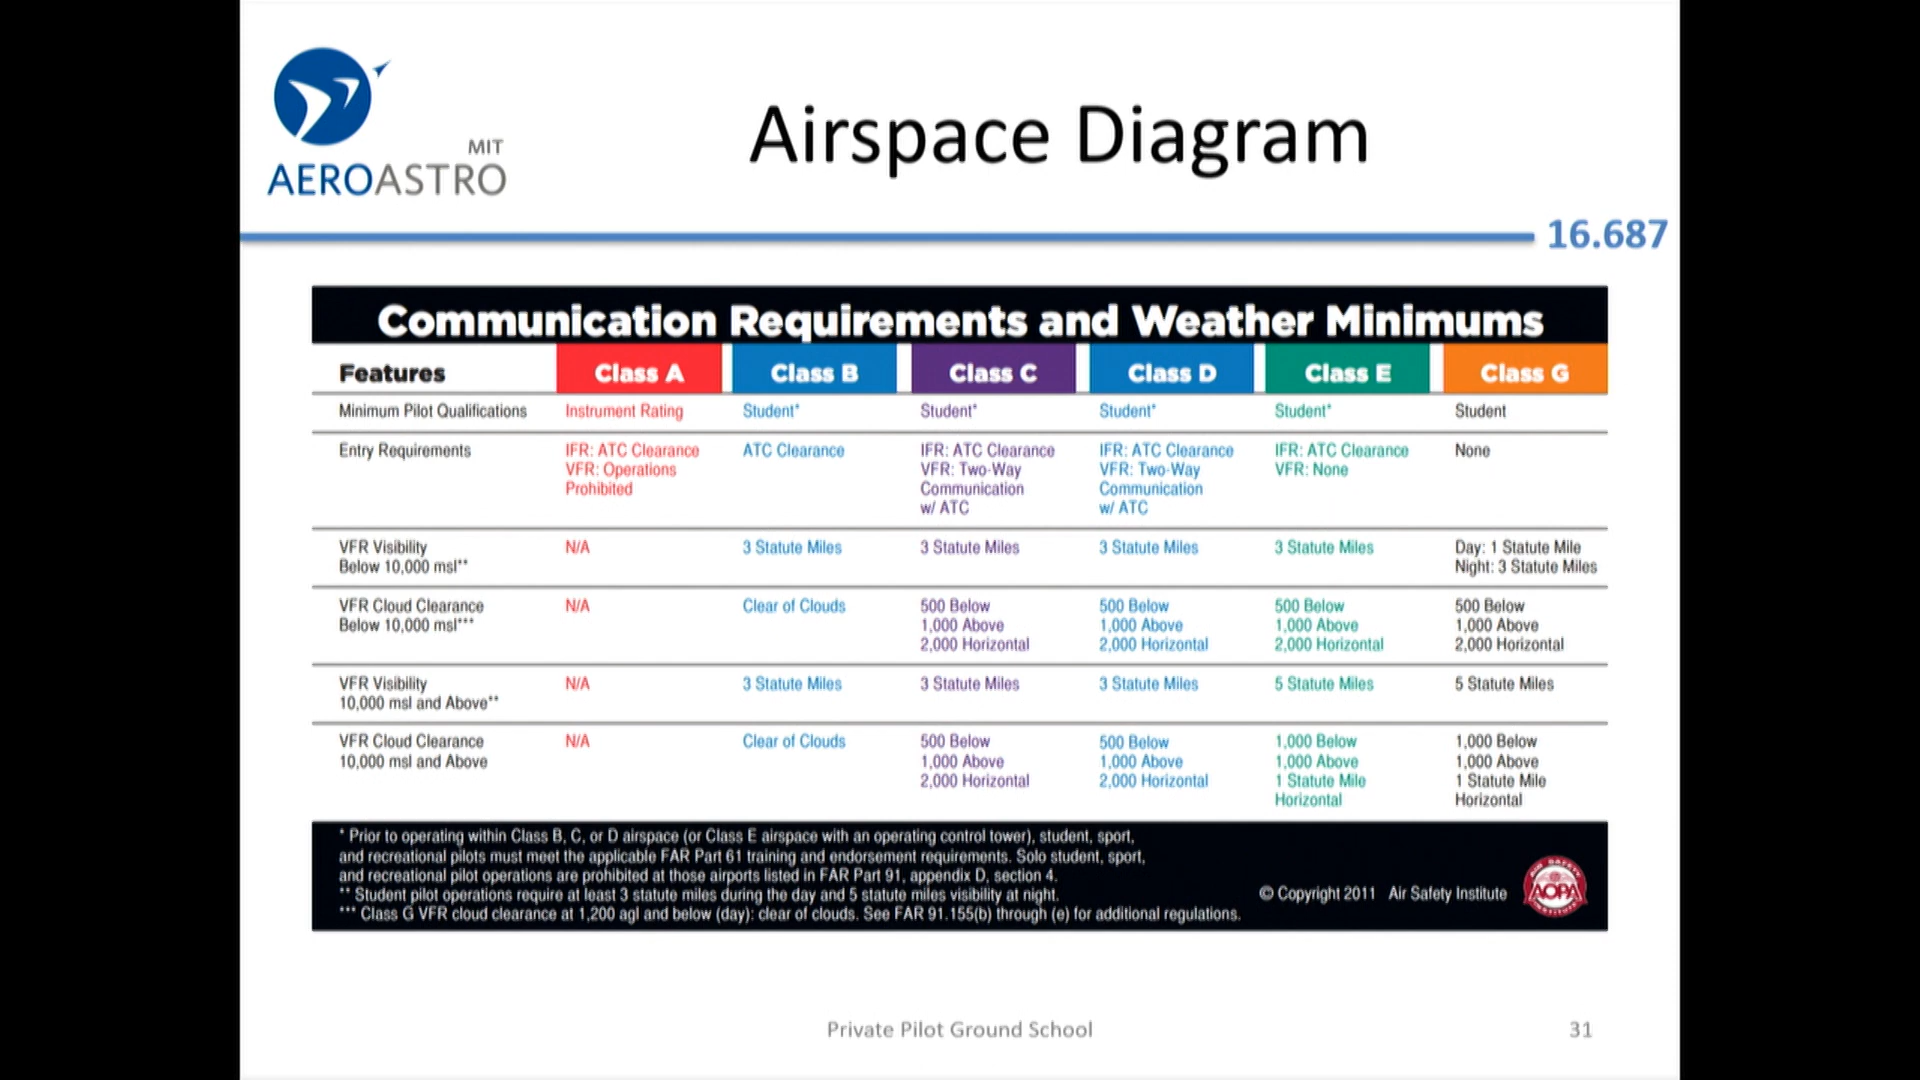 MIT
AEROASTRO
Airspace Diagram
16.687
Communication Requirements and Weather Minimums
Features Class A Class B Class C Class D Class E Class G
Minimum Pilot Qualifications Instrument Rating Student* Student* Student* Student* Student
Entry Requirements IFR: ATC Clearance ATC Clearance IFR: ATC Clearance IFR: ATC Clearance IFR: ATC Clearance None
VFR: Operations VFR: Two-Way VFR: Two-Way VFR: None
Prohibited Communication Communication
w/ ATC w/ ATC
VFR Visibility N/A 3 Statute Miles 3 Statute Miles 3 Statute Miles 3 Statute Miles Day: 1 Statute Mile
Below 10,000 msl** Night: 3 Statute Miles
VFR Cloud Clearance N/A Clear of Clouds 500 Below 500 Below 500 Below 500 Below
Below 10,000 msl*** 1,000 Above 1,000 Above 1,000 Above 1,000 Above
2,000 Horizontal 2,000 Horizontal 2,000 Horizontal 2,000 Horizontal
VFR Visibility N/A 3 Statute Miles 3 Statute Miles 3 Statute Miles 5 Statute Miles 5 Statute Miles
10,000 msl and Above**
VFR Cloud Clearance N/A Clear of Clouds 500 Below 500 Below 1,000 Below 1,000 Below
10,000 msl and Above 1,000 Above 1,000 Above 1,000 Above 1,000 Above
2,000 Horizontal 2,000 Horizontal 1 Statute Mile 1 Statute Mile
Horizontal Horizontal
* Prior to operating within Class B, C, or D airspace (or Class E airspace with an operating control tower), student, sport,
and recreational pilots must meet the applicable FAR Part 61 training and endorsement requirements. Solo student, sport,
and recreational pilot operations are prohibited at those airports listed in FAR Part 91, appendix D, section 4.
** Student pilot operations require at least 3 statute miles during the day and 5 statute miles visibility at night.
*** Class G VFR cloud clearance at 1,200 agl and below (day): clear of clouds. See FAR 91.155(b) through (e) for additional regulations.
© Copyright 2011 Air Safety Institute
AOPA
Private Pilot Ground School
31